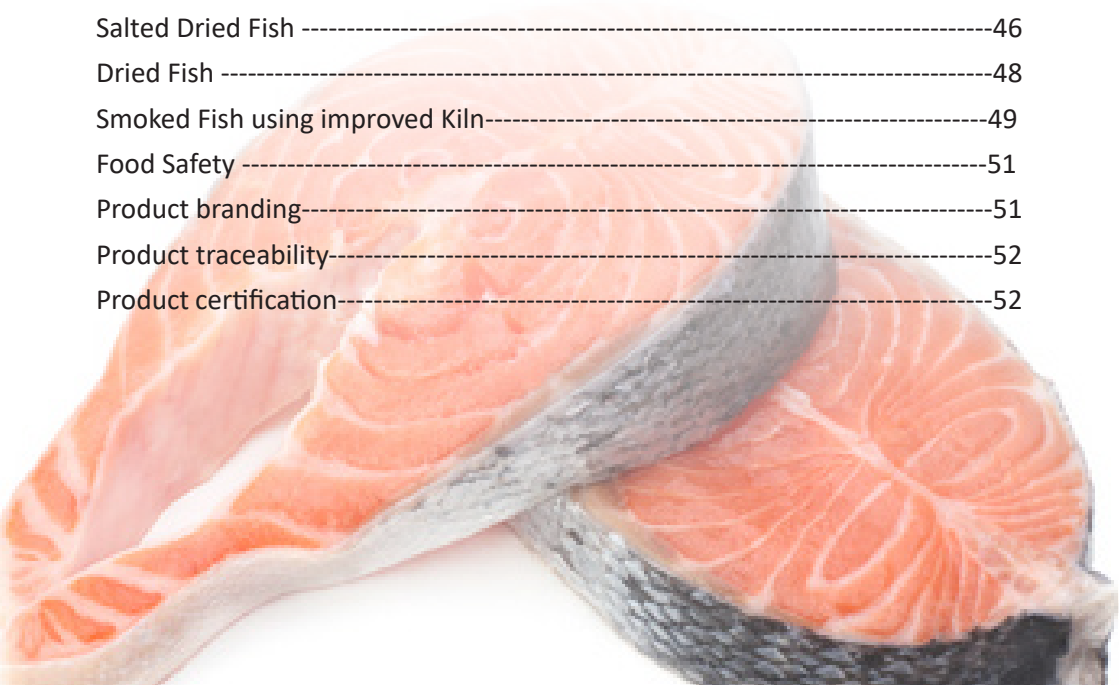 Salted Dried Fish -----------------------------------------------------------------------------46
Dried Fish --------------------------------------------------------------------------------------48
Smoked Fish using improved Kiln--------------------------------------------------------49
Food Safety -----------------------------------------------------------------------------------51
Product branding-----------------------------------------------------------------------------51
Product traceability--------------------------------------------------------------------------52
Product certification-------------------------------------------------------------------------52